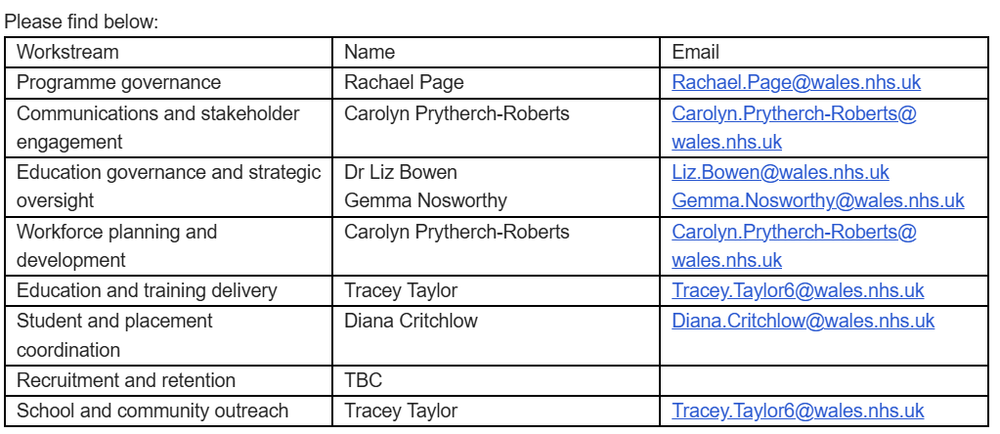 Please find below:
Workstream Name Email
Programme governance Rachael Page Rachael.Page@wales.nhs.uk
Communications and stakeholder Carolyn Prytherch-Roberts Carolyn.Prytherch-Roberts@
engagement wales.nhs.uk
Education governance and strategic Dr Liz Bowen Liz.Bowen@wales.nhs.uk
oversight Gemma Nosworthy Gemma.Nosworthy@wales.nhs.uk
Workforce planning and Carolyn Prytherch-Roberts Carolyn.Prytherch-Roberts@
development wales.nhs.uk
Education and training delivery Tracey Taylor Tracey.Taylor6@wales.nhs.uk
Student and placement Diana Critchlow Diana.Critchlow@wales.nhs.uk
coordination
Recruitment and retention TBC
School and community outreach Tracey Taylor Tracey.Taylor6@wales.nhs.uk